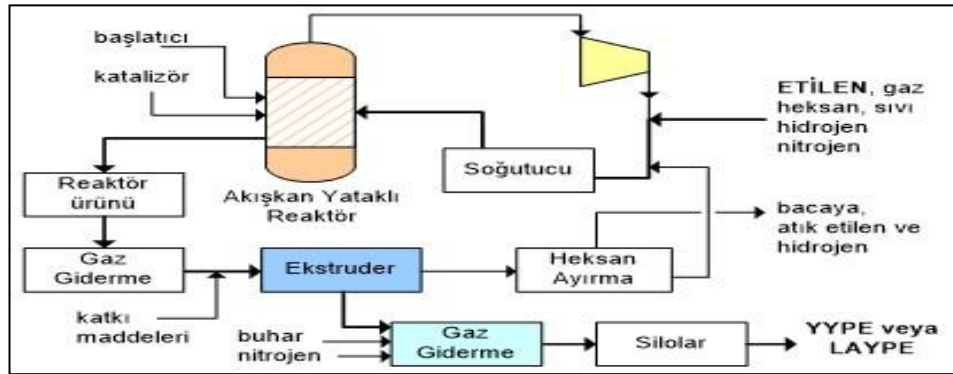 başlatıcı
katalizör
ETİLEN, gaz
heksan, sıvı
hidrojen
nitrojen
Soğutucu
Reaktör
ürünü
Akışkan Yataklı
Reaktör
bacaya,
atık etilen ve
hidrojen
Gaz
Giderme
Ekstruder
Heksan
Ayırma
katkı
maddeleri
buhar
nitrojen
Gaz
Giderme
Silolar
YYPE veya
LAYPE